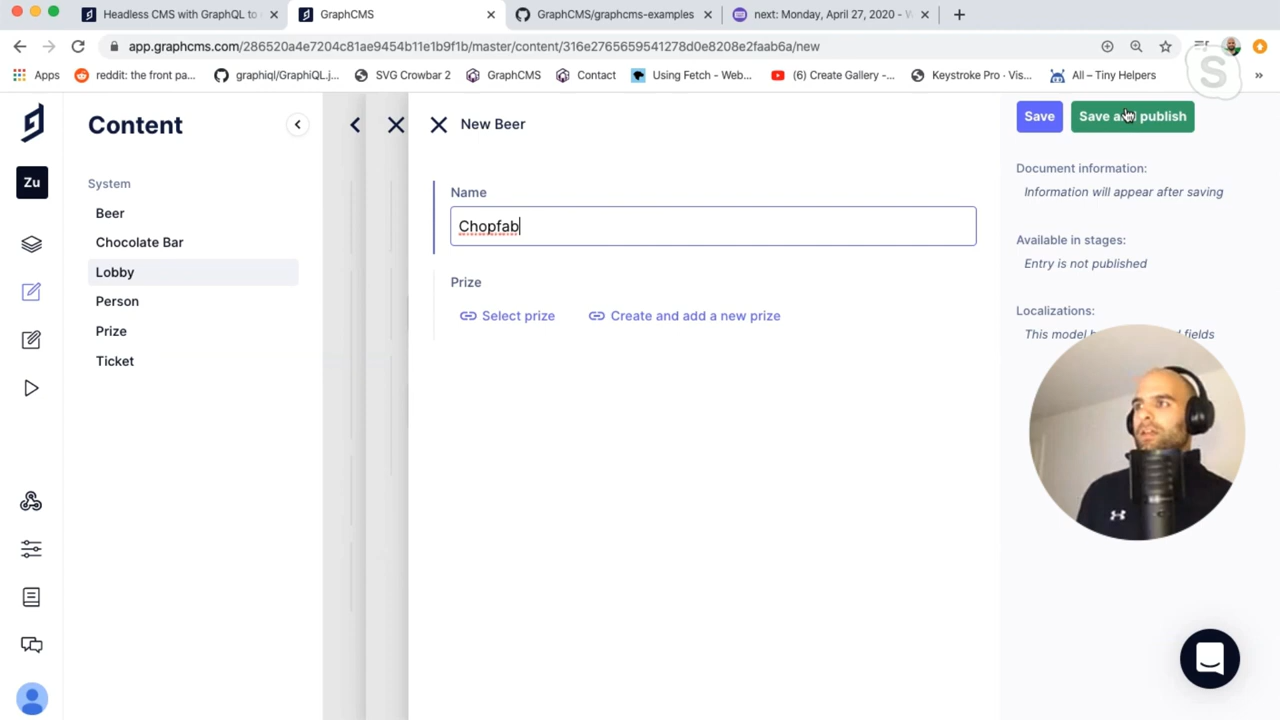 Headless CMS with GraphQL to
GraphCMS
GraphCMS/graphcms-examples
next: Monday, April 27, 2020 - W
app.graphcms.com/286520a4e7204c81ae9454b11e1b9f1b/master/content/316e2765659541278d0e8208e2faab6a/new
Apps
reddit: the front pa...
graphiql/GraphiQL.j...
SVG Crowbar 2
GraphCMS
Contact
Using Fetch - Web...
(6) Create Gallery -...
Keystroke Pro · Vis...
All – Tiny Helpers
Content
New Beer
Save
Save and publish
Zu
System
Beer
Chocolate Bar
Lobby
Person
Prize
Ticket
Name
Chopfab
Prize
Select prize
Create and add a new prize
Document information:
Information will appear after saving
Available in stages:
Entry is not published
Localizations:
This model
fields